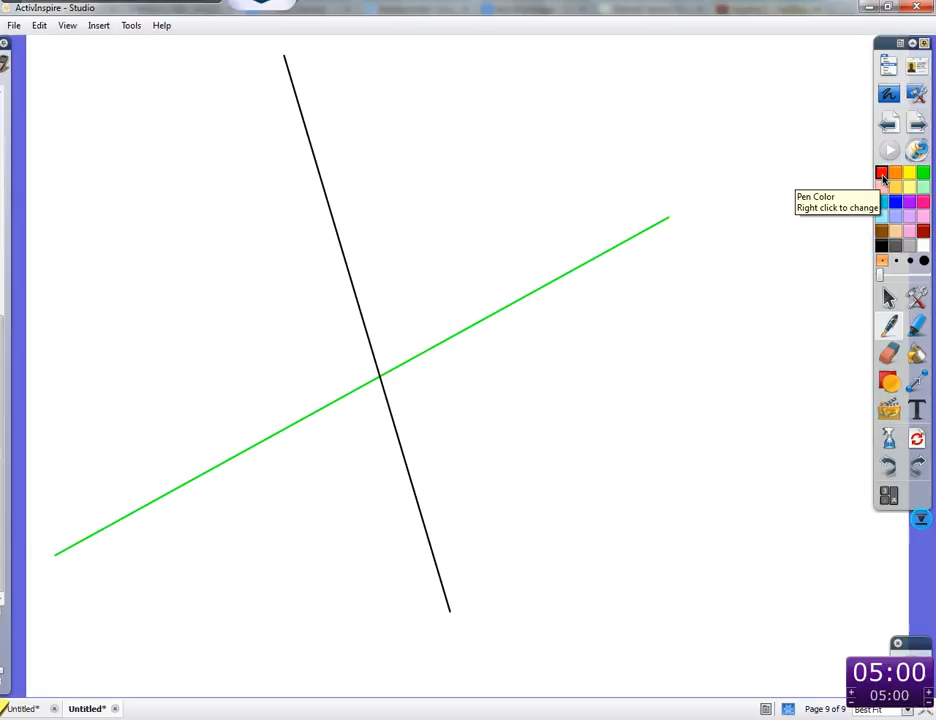 ActivInspire - Studio
File Edit View Insert Tools Help
Pen Color
Right click to change
T
05:00
05:00
Untitled* Untitled* Page 9 of 9 Best Fit